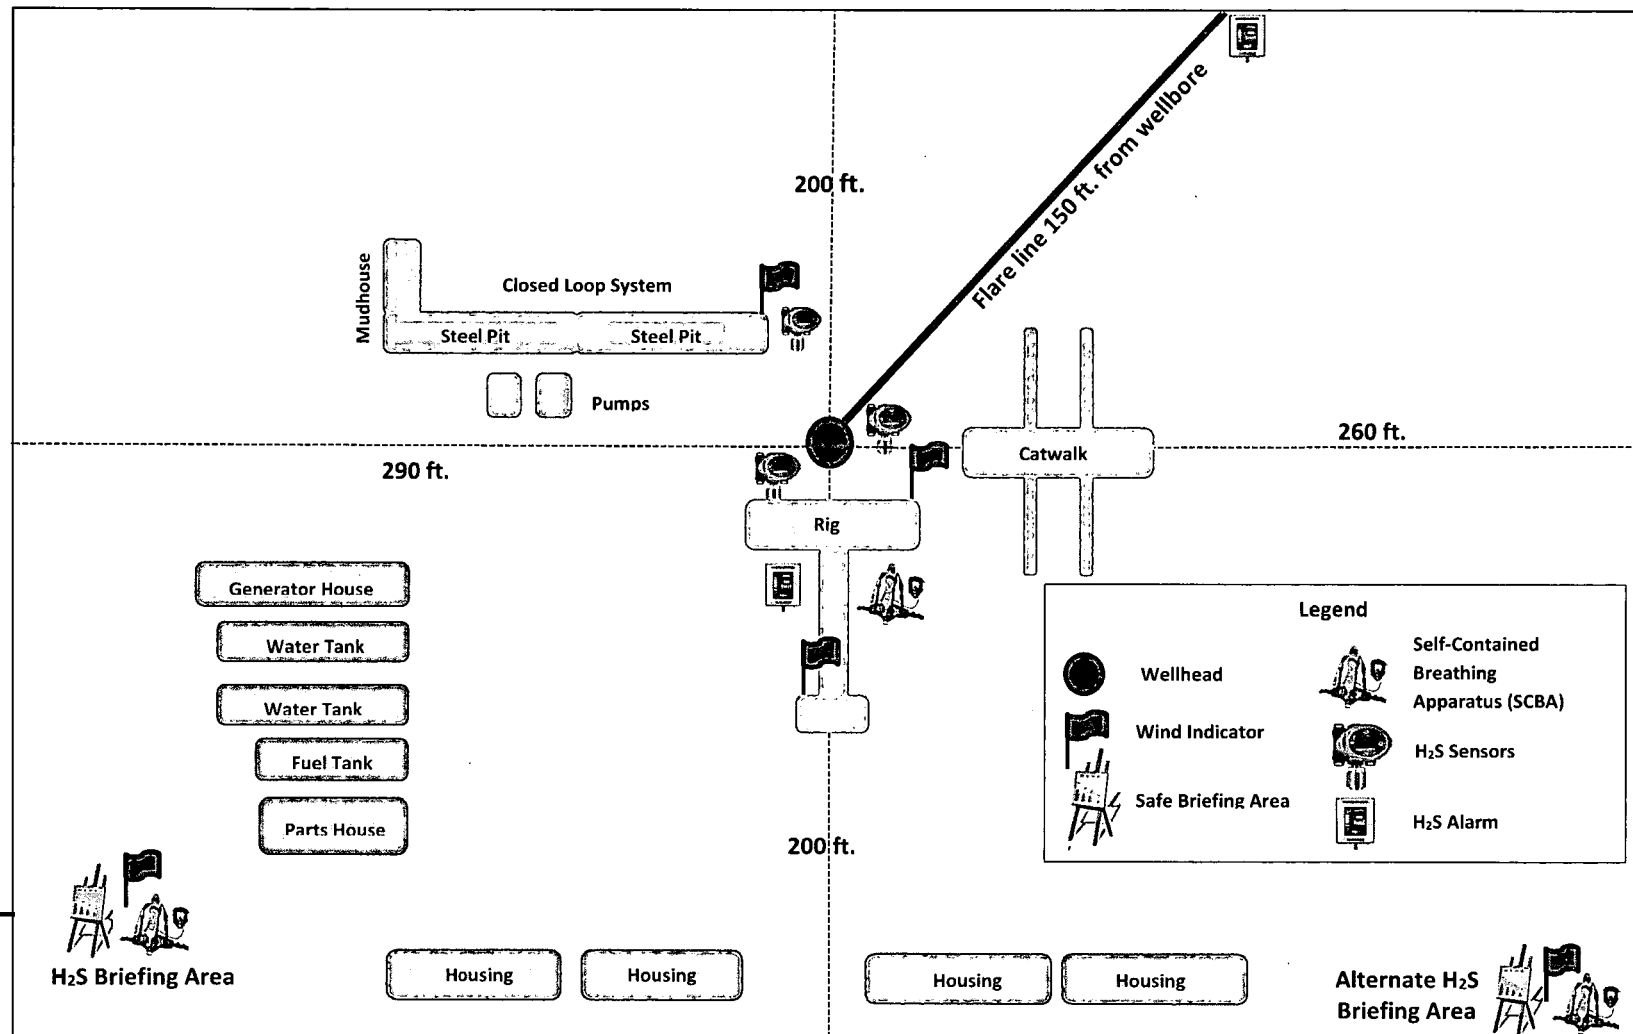 200 ft.
Flare line 150 ft. from wellbore
Mudhouse
Closed Loop System
Steel Pit
Steel Pit
Pumps
260 ft.
290 ft.
Catwalk
Rig
Generator House
Water Tank
Water Tank
Fuel Tank
Parts House
200 ft.
Legend
Wellhead
Wind Indicator
Safe Briefing Area
Self-Contained
Breathing
Apparatus (SCBA)
H₂S Sensors
H₂S Alarm
H₂S Briefing Area
Housing
Housing
Housing
Housing
Alternate H₂S
Briefing Area